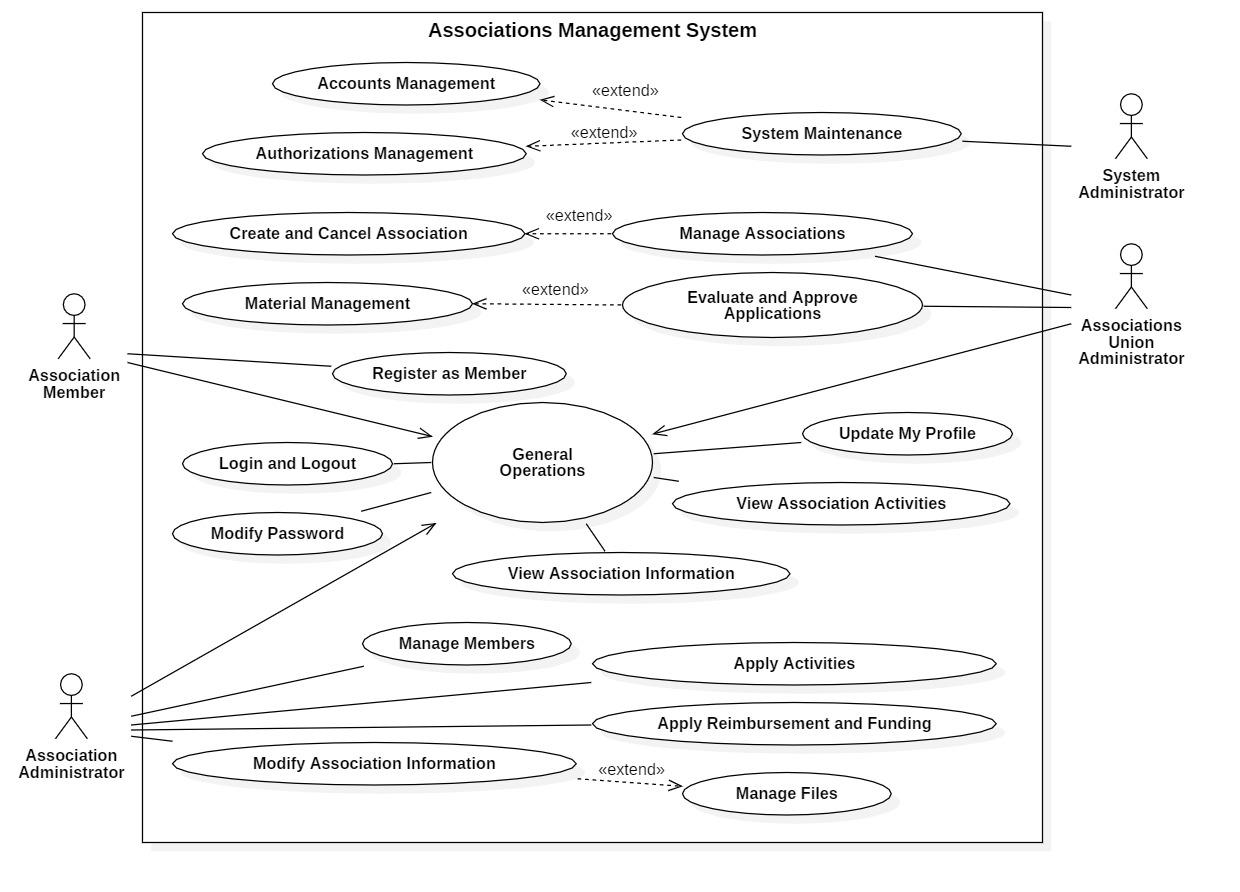 Associations Management System
Accounts Management
«extend»
«extend»
System Maintenance
Authorizations Management
System
Administrator
Create and Cancel Association
«extend»
Manage Associations
Material Management
«extend»
Evaluate and Approve
Applications
Associations
Union
Administrator
Association
Member
Register as Member
General
Operations
Update My Profile
Login and Logout
View Association Activities
Modify Password
View Association Information
Manage Members
Apply Activities
Apply Reimbursement and Funding
Association
Administrator
Modify Association Information
«extend»
Manage Files